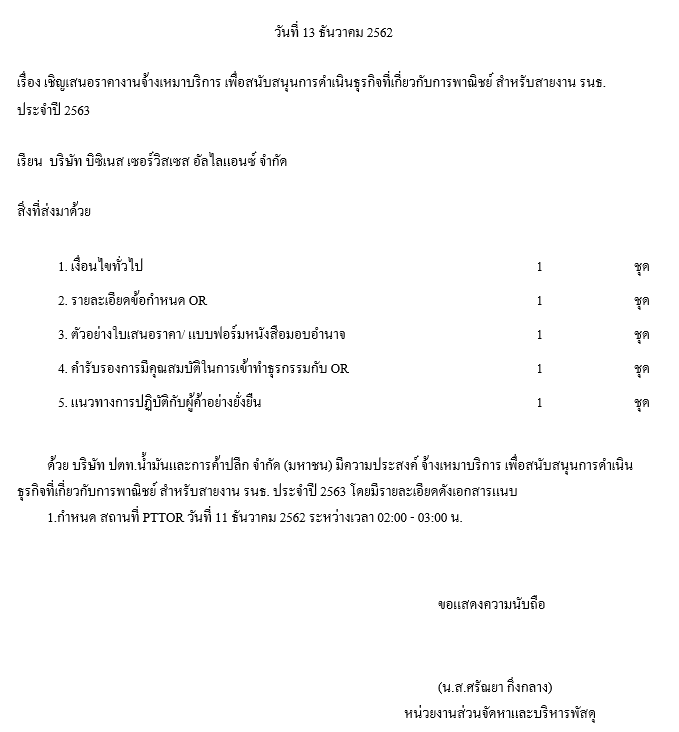 วันที่ 13 ธันวาคม 2562
เรื่อง เชิญเสนอราคางานจ้างเหมาบริการ เพื่อสนับสนุนการดำเนินธุรกิจที่เกี่ยวกับการพาณิชย์ สำหรับสายงาน รนธ.
ประจำปี 2563
เรียน บริษัท บิซิเนส เซอร์วิสเซส อัลไลแอนซ์ จำกัด
สิ่งที่ส่งมาด้วย
1. เงื่อนไขทั่วไป 1 ชุด
2. รายละเอียดข้อกำหนด OR 1 ชุด
3. ตัวอย่างใบเสนอราคา/ แบบฟอร์มหนังสือมอบอำนาจ 1 ชุด
4. คำรับรองการมีคุณสมบัติในการเข้าทำธุรกรรมกับ OR 1 ชุด
5. แนวทางการปฏิบัติกับผู้ค้าอย่างยั่งยืน 1 ชุด
ด้วย บริษัท ปตท.น้ำมันและการค้าปลีก จำกัด (มหาชน) มีความประสงค์ จ้างเหมาบริการ เพื่อสนับสนุนการดำเนิน
ธุรกิจที่เกี่ยวกับการพาณิชย์ สำหรับสายงาน รนธ. ประจำปี 2563 โดยมีรายละเอียดดังเอกสารแนบ
1.กำหนด สถานที่ PTTOR วันที่ 11 ธันวาคม 2562 ระหว่างเวลา 02:00 - 03:00 น.
ขอแสดงความนับถือ
(น.ส.ศรัณยา กิ่งกลาง)
หน่วยงานส่วนจัดหาและบริหารพัสดุ